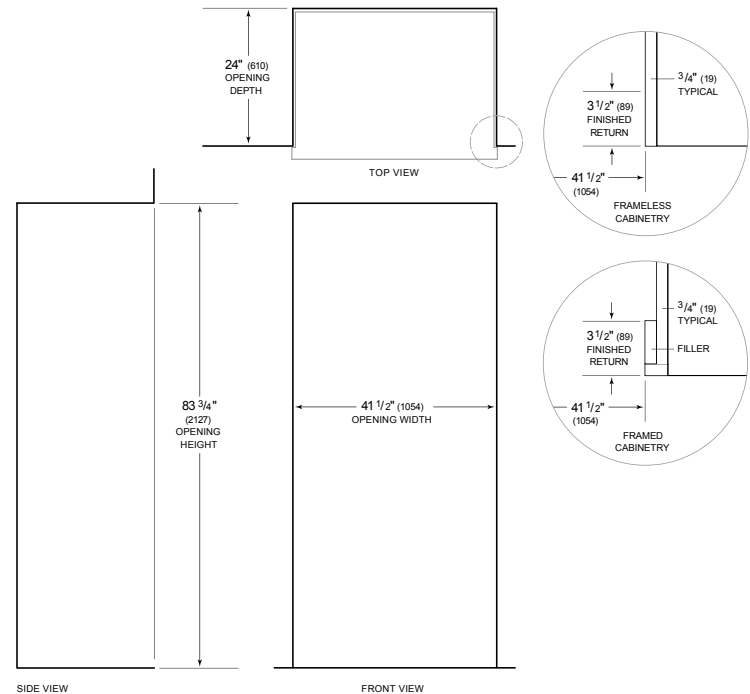 24" (610)
OPENING
DEPTH
TOP VIEW
3/4" (19)
TYPICAL
3 1/2" (89)
FINISHED
RETURN
41 1/2"
(1054)
FRAMELESS
CABINETRY
3/4" (19)
TYPICAL
3 1/2" (89)
FINISHED
RETURN
FILLER
41 1/2"
(1054)
FRAMED
CABINETRY
83 3/4"
(2127)
OPENING
HEIGHT
41 1/2" (1054)
OPENING WIDTH
SIDE VIEW
FRONT VIEW